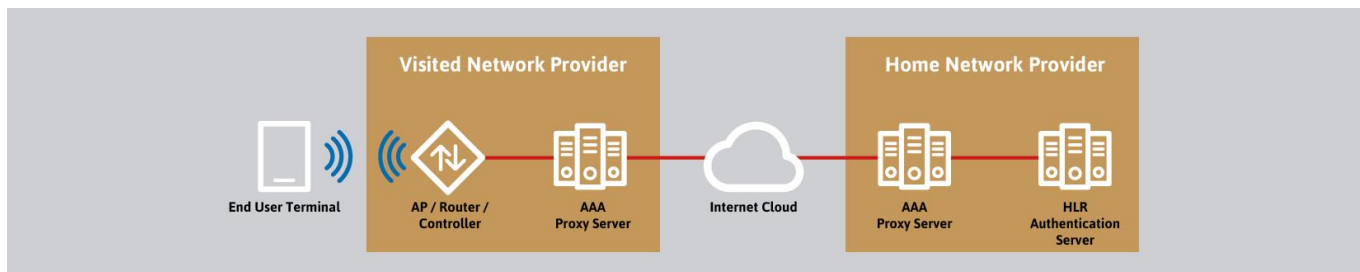 Visited Network Provider
Home Network Provider
End User Terminal
AP / Router /
Controller
AAA
Proxy Server
Internet Cloud
AAA
Proxy Server
HLR
Authentication
Server